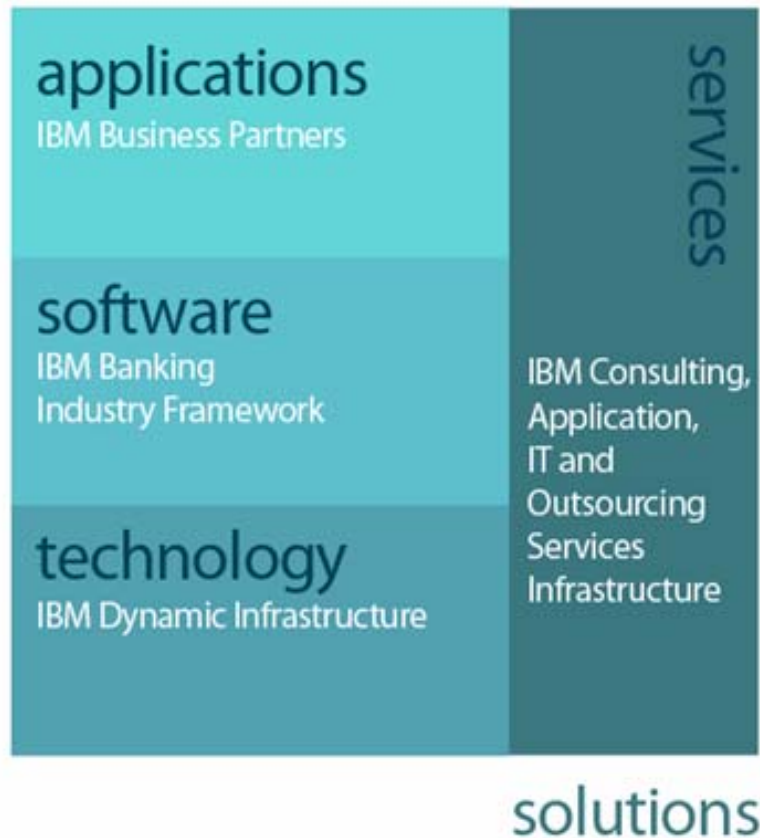 applications
IBM Business Partners
software
IBM Banking
Industry Framework
technology
IBM Dynamic Infrastructure
services
IBM Consulting,
Application,
IT and
Outsourcing
Services
Infrastructure
solutions